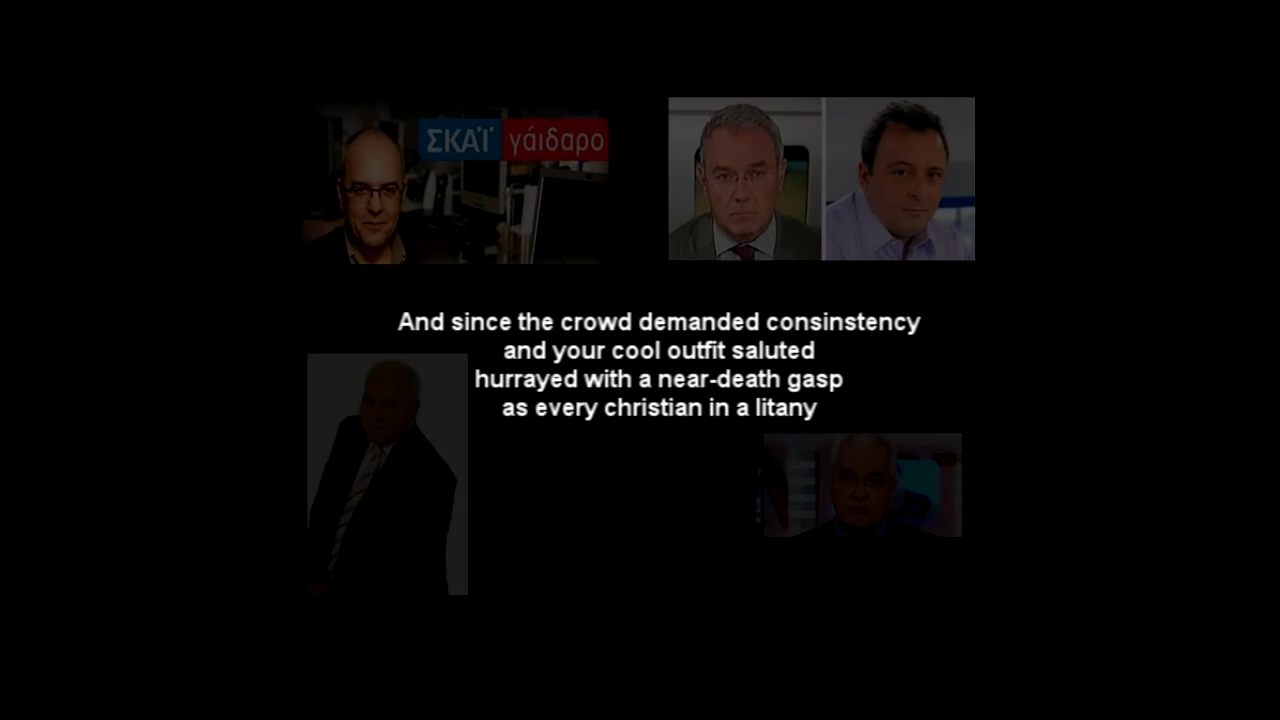 ΣΚΑΪ γάιδαρο
And since the crowd demanded consinstency
and your cool outfit saluted
hurrayed with a near-death gasp
as every christian in a litany